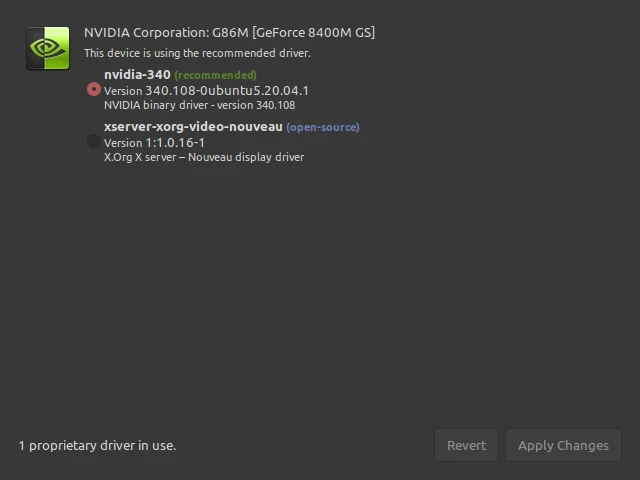 NVIDIA Corporation: G86M [GeForce 8400M GS]
This device is using the recommended driver.
nvidia-340 (recommended)
Version 340.108-0ubuntu5.20.04.1
NVIDIA binary driver - version 340.108
xserver-xorg-video-nouveau (open-source)
Version 1:1.0.16-1
X.Org X server – Nouveau display driver
1 proprietary driver in use.
Revert
Apply Changes